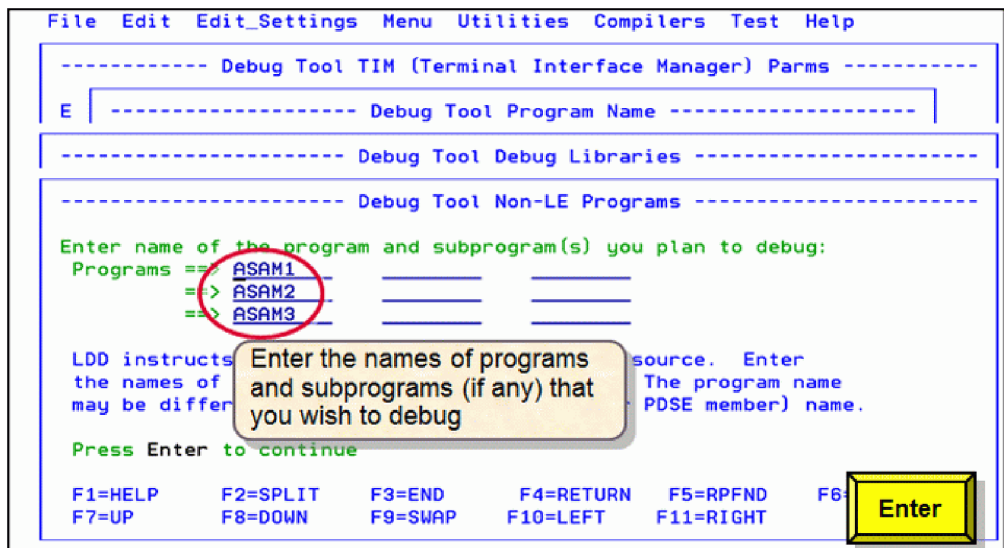 File Edit Edit_Settings Menu Utilities Compilers Test Help
------------ Debug Tool TIM (Terminal Interface Manager) Parms -----------
E ------------------- Debug Tool Program Name -------------------
---------------------- Debug Tool Debug Libraries ----------------------
---------------------- Debug Tool Non-LE Programs ----------------------
Enter name of the program and subprogram(s) you plan to debug:
Programs ==> ASAM1
==> ASAM2
==> ASAM3
LDD instructs source. Enter
the names of The program name
may be differ PDSE member) name.
Enter the names of programs
and subprograms (if any) that
you wish to debug
Press Enter to continue
F1=HELP F2=SPLIT F3=END F4=RETURN F5=RPFND F6
F7=UP F8=DOWN F9=SWAP F10=LEFT F11=RIGHT
Enter